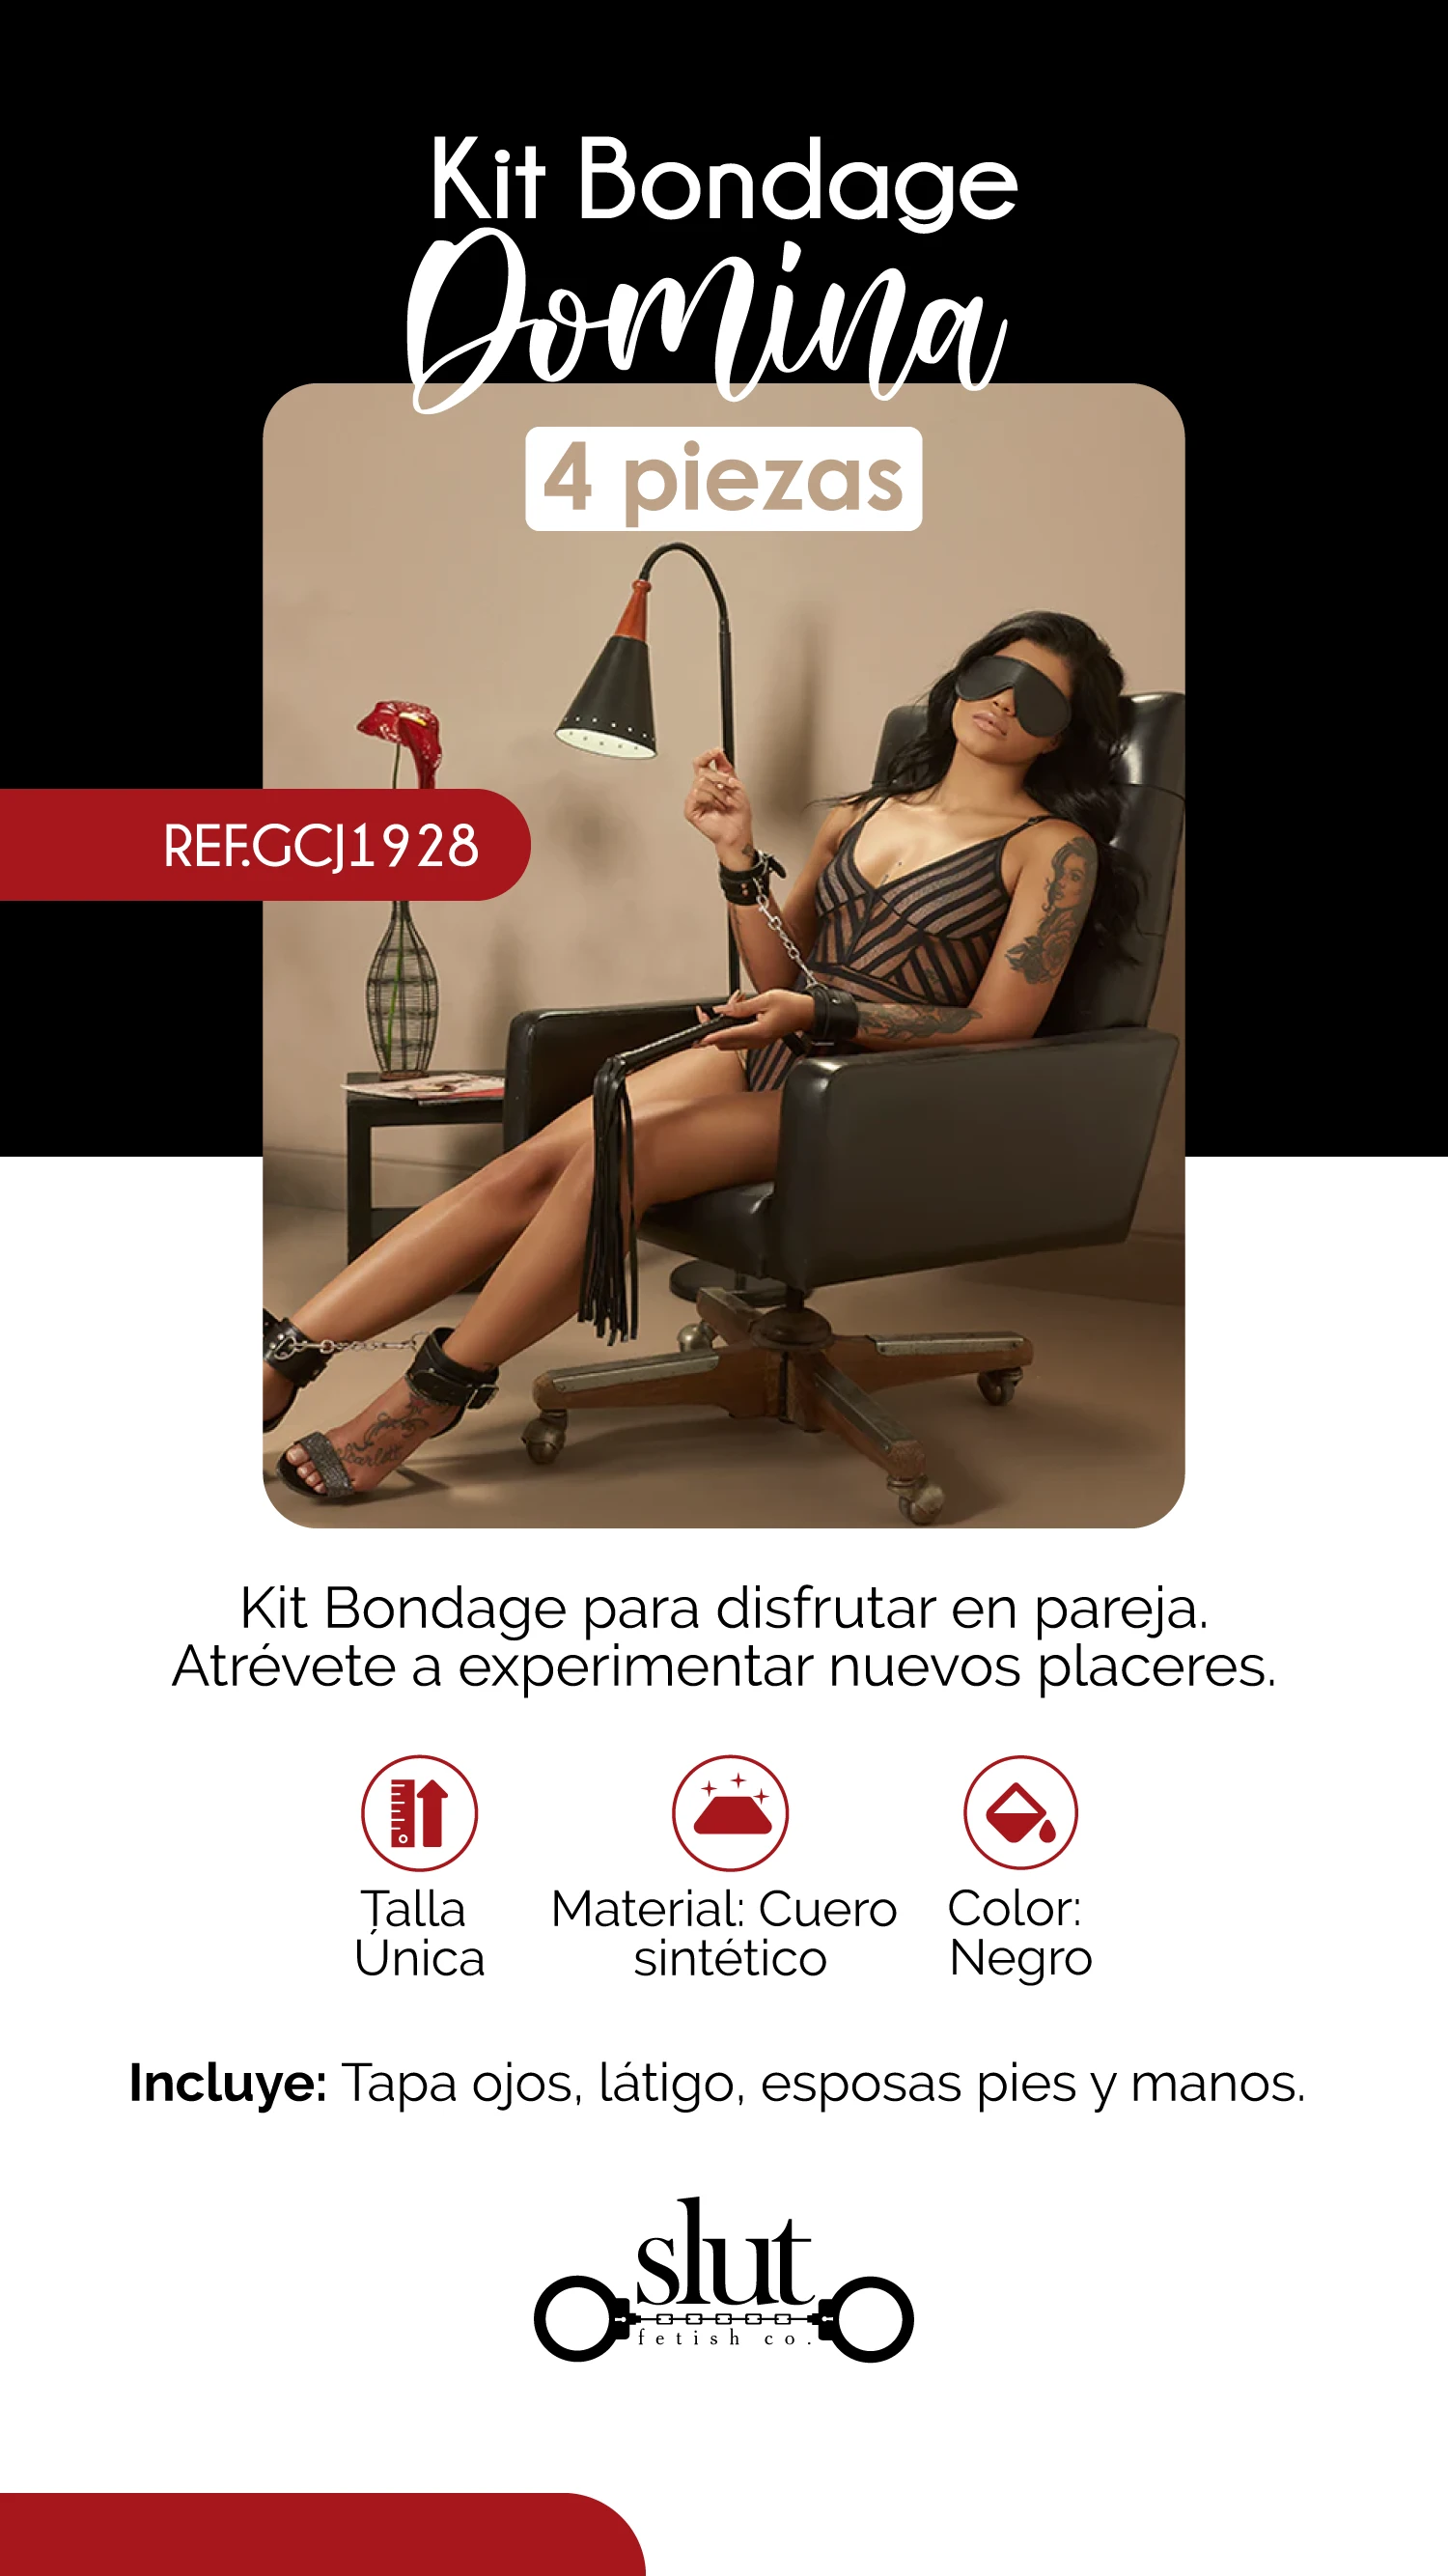 Kit Bondage
Domina
4 piezas
REF.GCJ1928
Scarlett
Kit Bondage para disfrutar en pareja.
Atrévete a experimentar nuevos placeres.
Talla
Única
Material: Cuero
sintético
Color:
Negro
Incluye: Tapa ojos, látigo, esposas pies y manos.
slut
fetish co.